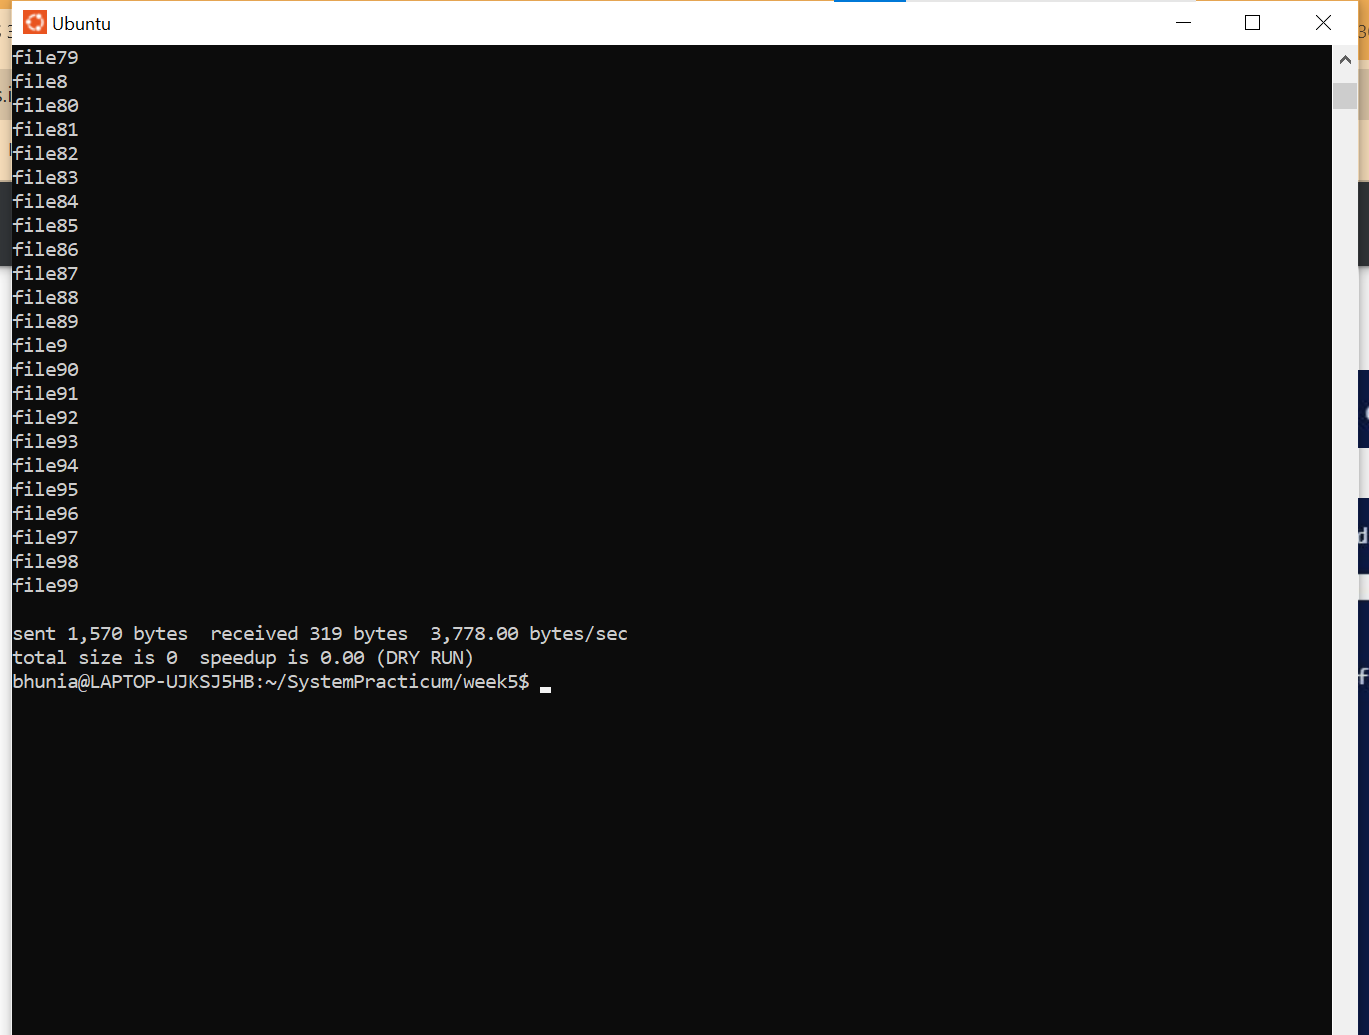 Ubuntu
file79
file8
file80
file81
file82
file83
file84
file85
file86
file87
file88
file89
file9
file90
file91
file92
file93
file94
file95
file96
file97
file98
file99
sent 1,570 bytes  received 319 bytes  3,778.00 bytes/sec
total size is 0  speedup is 0.00 (DRY RUN)
bhunia@LAPTOP-UJKSJ5HB:~/SystemPracticum/week5$